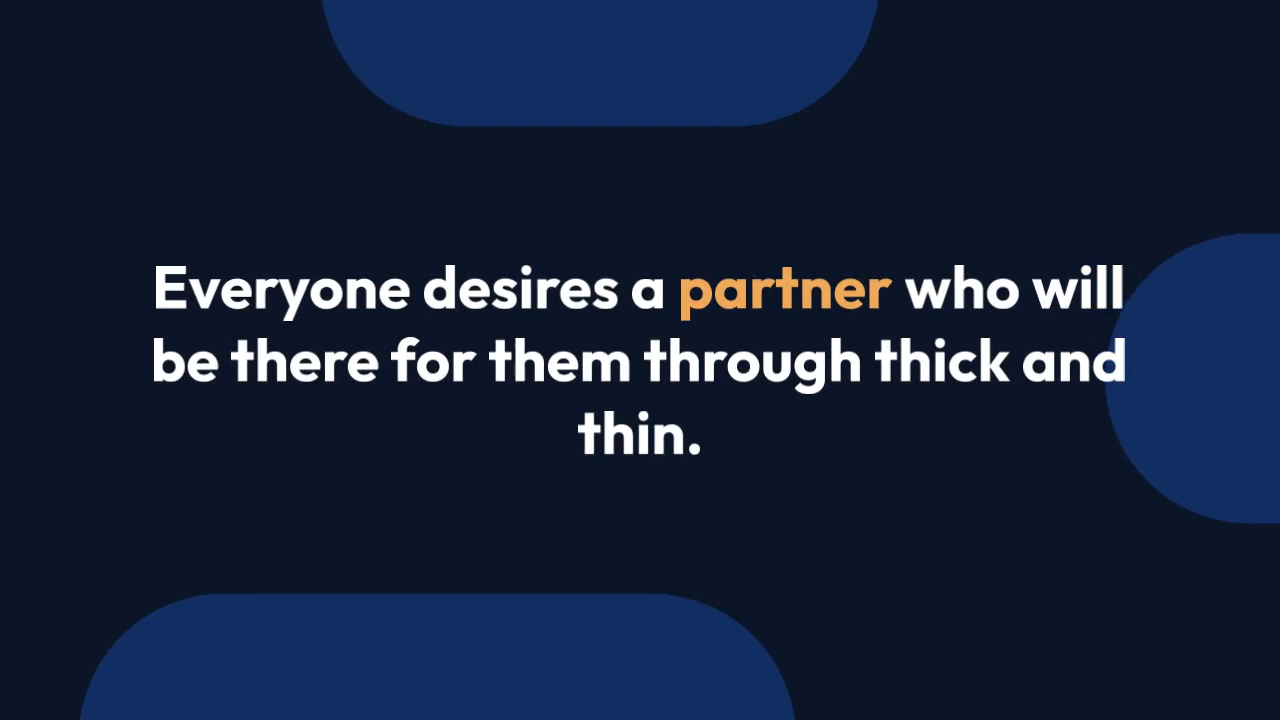 Everyone desires a partner who will
be there for them through thick and
thin.